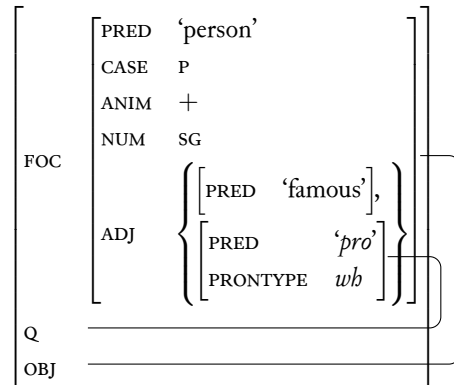 PRED ‘person’
CASE P
ANIM +
NUM SG
FOC
PRED ‘famous’ ,
ADJ
PRED ‘pro’
PRONTYPE wh
Q
OBJ